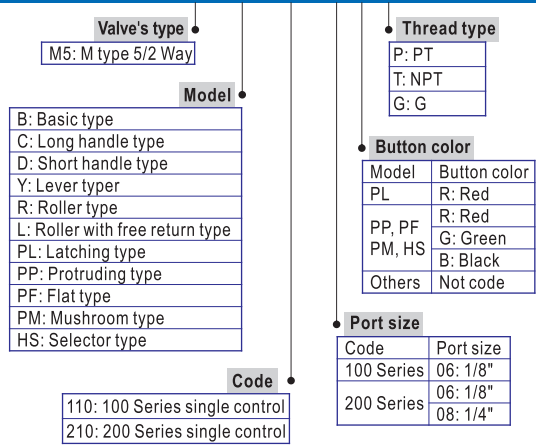 Valve's type
M5: M type 5/2 Way
Model
B: Basic type
C: Long handle type
D: Short handle type
Y: Lever typer
R: Roller type
L: Roller with free return type
PL: Latching type
PP: Protruding type
PF: Flat type
PM: Mushroom type
HS: Selector type
Code
110: 100 Series single control
210: 200 Series single control
Thread type
P: PT
T: NPT
G: G
Button color
Model Button color
PL R: Red
PP, PF
PM, HS
R: Red
G: Green
B: Black
Others Not code
Port size
Code Port size
100 Series 06: 1/8"
200 Series
06: 1/8"
08: 1/4"